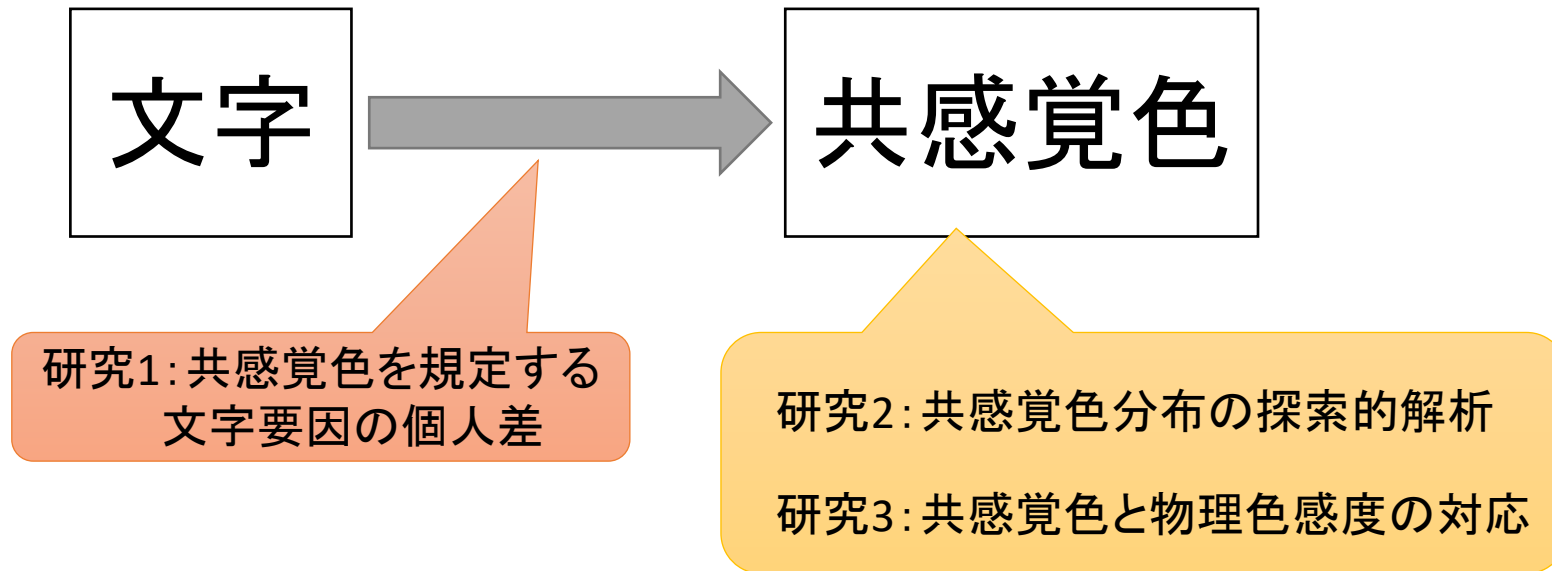 文字
共感覚色
研究1：共感覚色を規定する
文字要因の個人差
研究2：共感覚色分布の探索的解析
研究3：共感覚色と物理色感度の対応